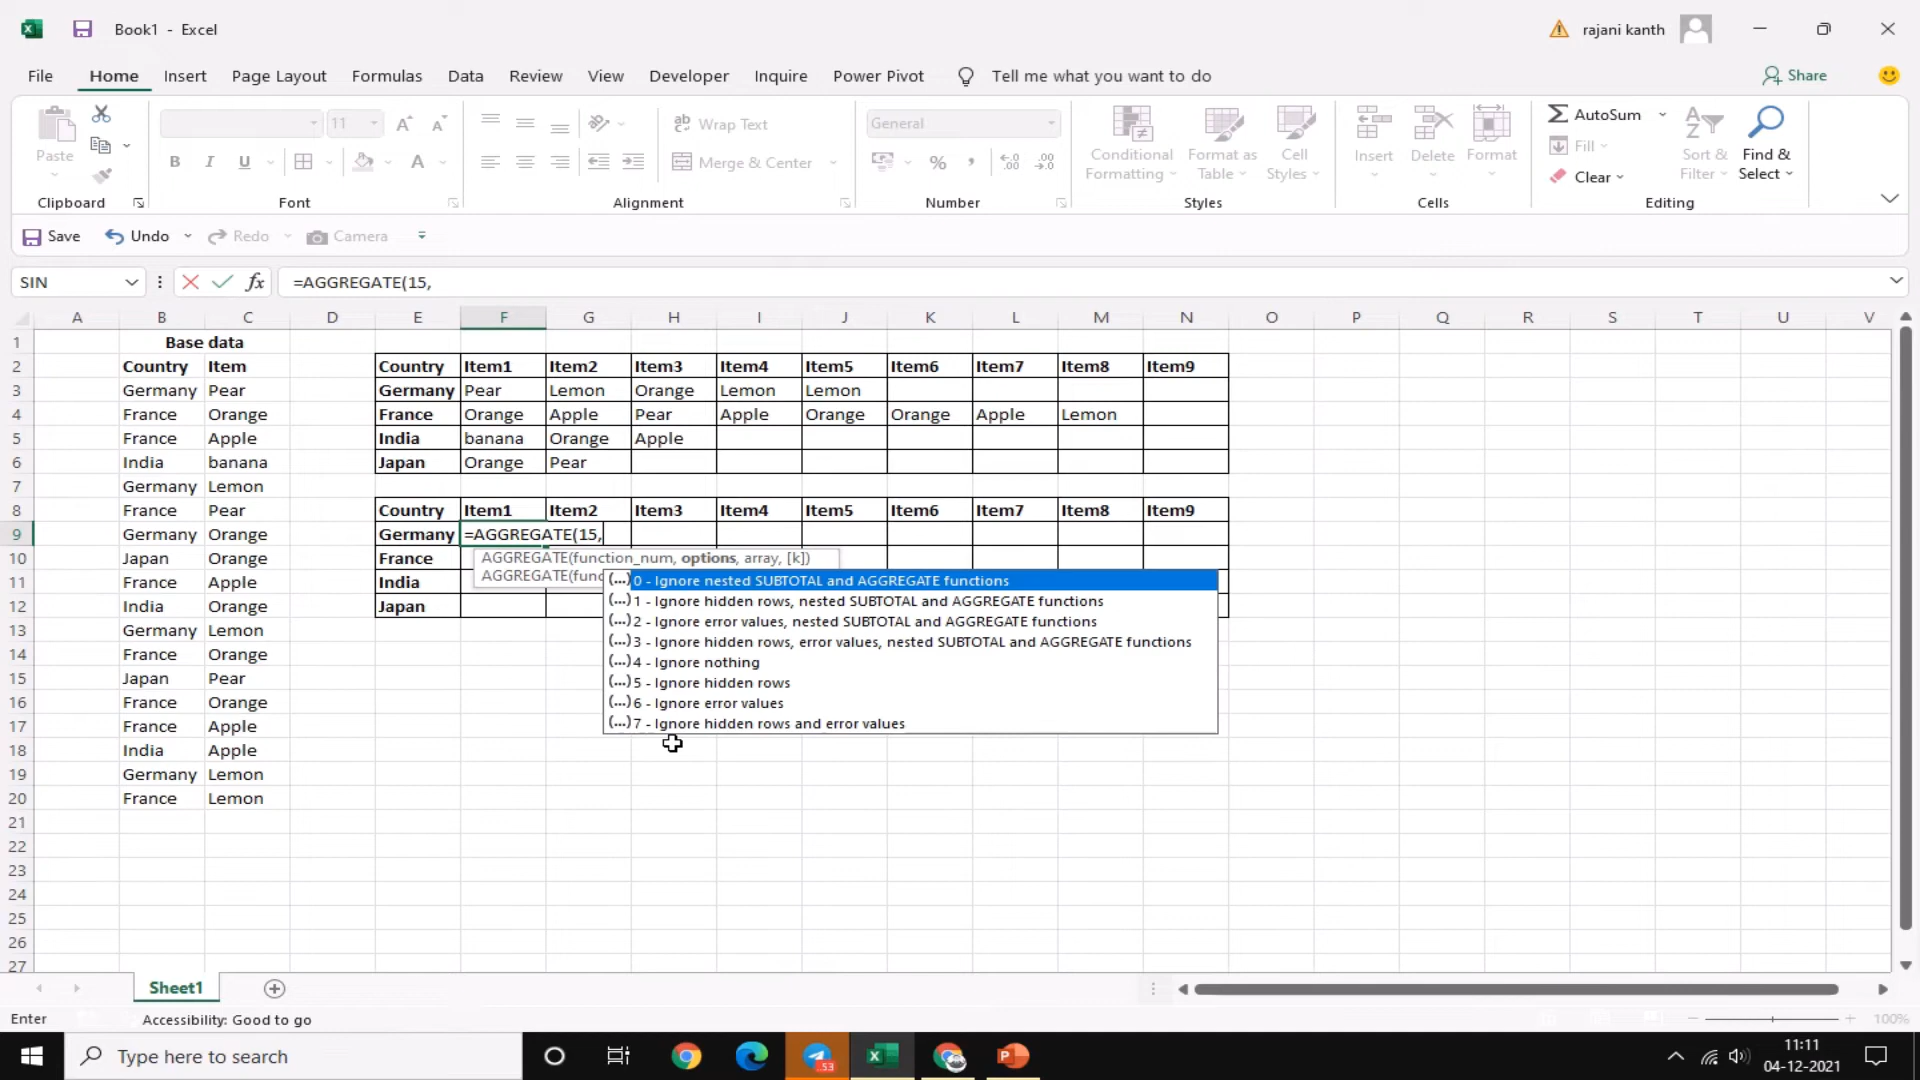 Book1 - Excel
rajani kanth
File Home Insert Page Layout Formulas Data Review View Developer Inquire Power Pivot Tell me what you want to do Share
Paste
11
Wrap Text
Merge & Center
General
Conditional Formatting
Format as Table
Cell Styles
Insert
Delete
Format
AutoSum
Fill
Clear
Sort & Filter
Find & Select
Clipboard Font Alignment Number Styles Cells Editing
Save Undo Redo Camera
SIN fx =AGGREGATE(15,
A B C D E F G H I J K L M N O P Q R S T U V
1 Base data
2 Country Item Country Item1 Item2 Item3 Item4 Item5 Item6 Item7 Item8 Item9
3 Germany Pear Germany Pear Lemon Orange Lemon Lemon
4 France Orange France Orange Apple Pear Apple Orange Orange Apple Lemon
5 France Apple India banana Orange Apple
6 India banana Japan Orange Pear
7 Germany Lemon
8 France Pear Country Item1 Item2 Item3 Item4 Item5 Item6 Item7 Item8 Item9
9 Germany Orange Germany =AGGREGATE(15,
10 Japan Orange France AGGREGATE(function_num, options, array, [k])
AGGREGATE(func
11 France Apple India
12 India Orange Japan
(...) 0 - Ignore nested SUBTOTAL and AGGREGATE functions
(...) 1 - Ignore hidden rows, nested SUBTOTAL and AGGREGATE functions
(...) 2 - Ignore error values, nested SUBTOTAL and AGGREGATE functions
(...) 3 - Ignore hidden rows, error values, nested SUBTOTAL and AGGREGATE functions
(...) 4 - Ignore nothing
(...) 5 - Ignore hidden rows
(...) 6 - Ignore error values
(...) 7 - Ignore hidden rows and error values
13 Germany Lemon
14 France Orange
15 Japan Pear
16 France Orange
17 France Apple
18 India Apple
19 Germany Lemon
20 France Lemon
21
22
23
24
25
26
27
Sheet1
Enter Accessibility: Good to go 100%
Type here to search
53
11:11
04-12-2021